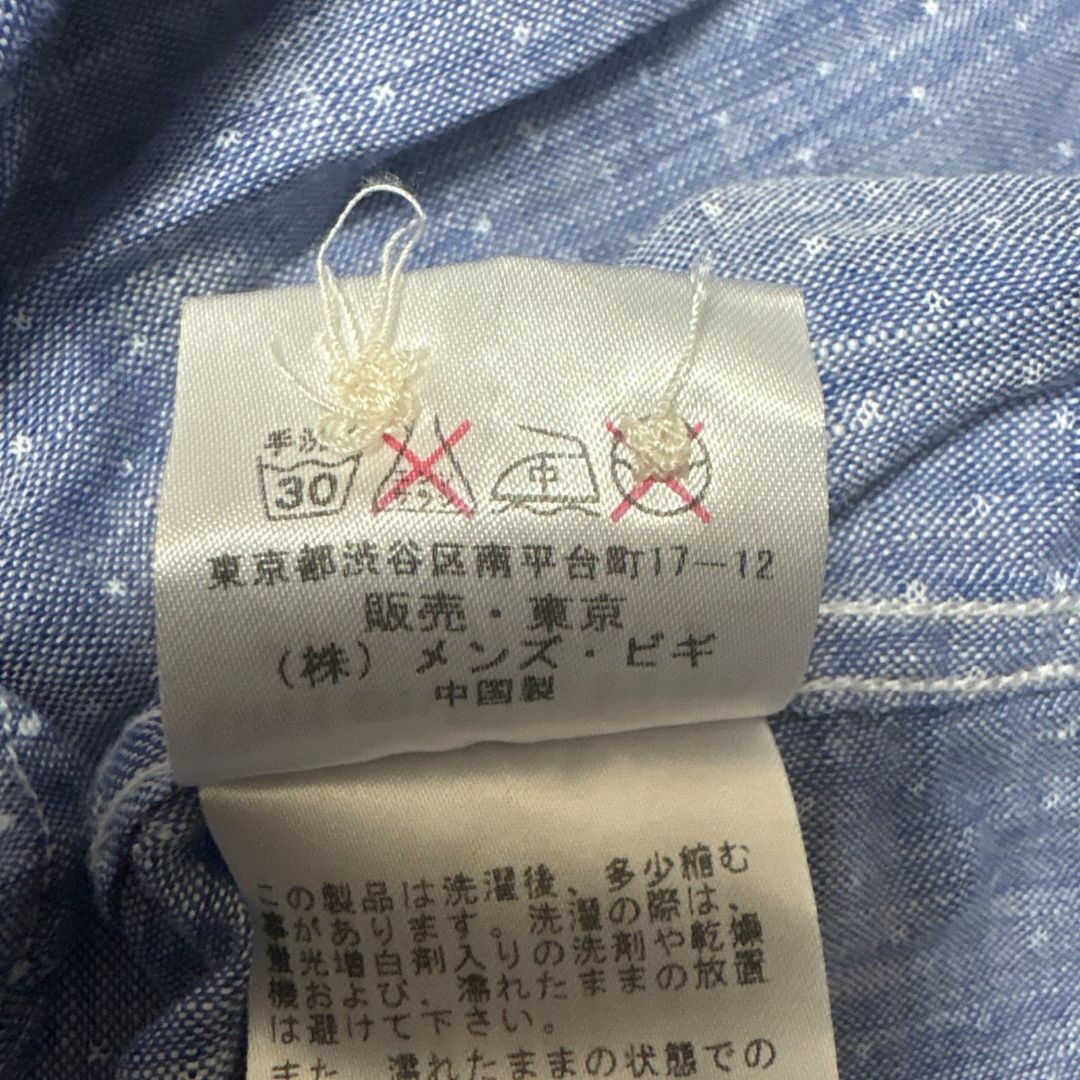 手洗
30
エンソ
中
東京都渋谷区南平台町17-12
販売・東京
(株)メンズ・ビギ
中国製
この製品は洗濯後、多少縮む
事があります。洗濯の際は、
蛍光増白剤入りの洗剤や乾燥
機および、濡れたままの放置
は避けて下さい。
また、濡れたままの状態での